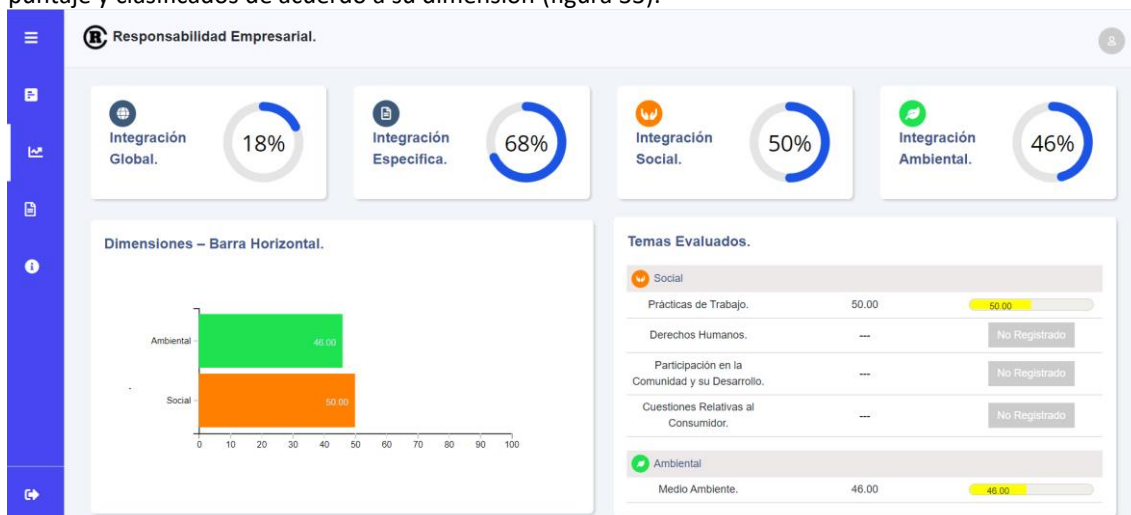 puntaje y clasificados de acuerdo a su dimensión (figura 55).
Responsabilidad Empresarial.
Integración
Global.
18%
Integración
Especifica.
68%
Integración
Social.
50%
Integración
Ambiental.
46%
Dimensiones – Barra Horizontal.
Ambiental
46.00
Social
50.00
0 10 20 30 40 50 60 70 80 90 100
Temas Evaluados.
Social
Prácticas de Trabajo. 50.00 50.00
Derechos Humanos. --- No Registrado
Participación en la
Comunidad y su Desarrollo. --- No Registrado
Cuestiones Relativas al
Consumidor. --- No Registrado
Ambiental
Medio Ambiente. 46.00 46.00